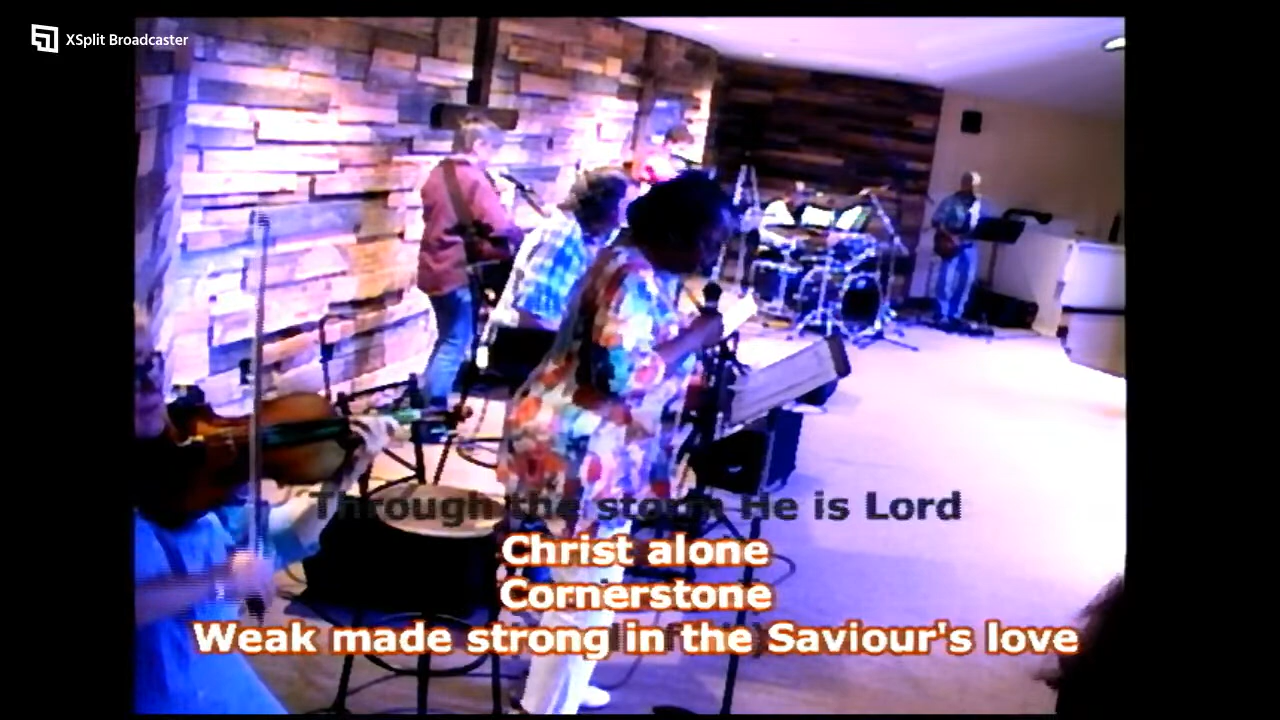 XSplit Broadcaster
Through the storm He is Lord
Christ alone
Cornerstone
Weak made strong in the Saviour's love